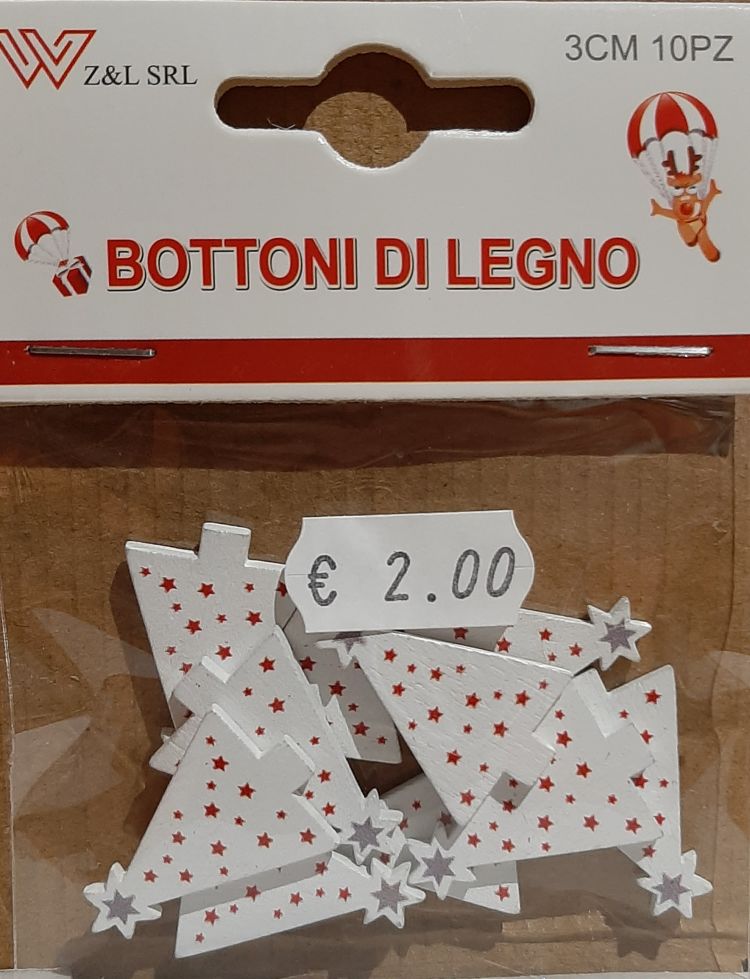 3CM 10PZ
Z&L SRL
BOTTONI DI LEGNO
€ 2.00